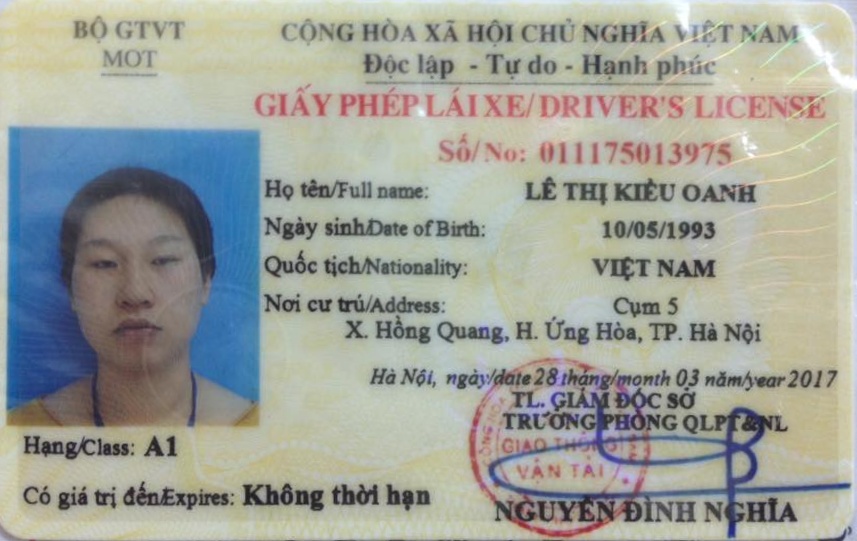 BỘ GTVT
MOT
CỘNG HÒA XÃ HỘI CHỦ NGHĨA VIỆT NAM
Độc lập - Tự do - Hạnh phúc
GIẤY PHÉP LÁI XE/ DRIVER'S LICENSE
Số/No: 011175013975
Họ tên/Full name: LÊ THỊ KIỀU OANH
Ngày sinh/Date of Birth: 10/05/1993
Quốc tịch/Nationality: VIỆT NAM
Nơi cư trú/Address: Cụm 5
X. Hồng Quang, H. Ứng Hòa, TP. Hà Nội
Hà Nội, ngày/date 28 tháng/month 03 năm/year 2017
TL. GIÁM ĐỐC SỞ
TRƯỞNG PHÒNG QLPT&NL
GIAO THÔNG
VẬN TẢI
Hạng/Class: A1
Có giá trị đến/Expires: Không thời hạn
NGUYỄN ĐÌNH NGHĨA